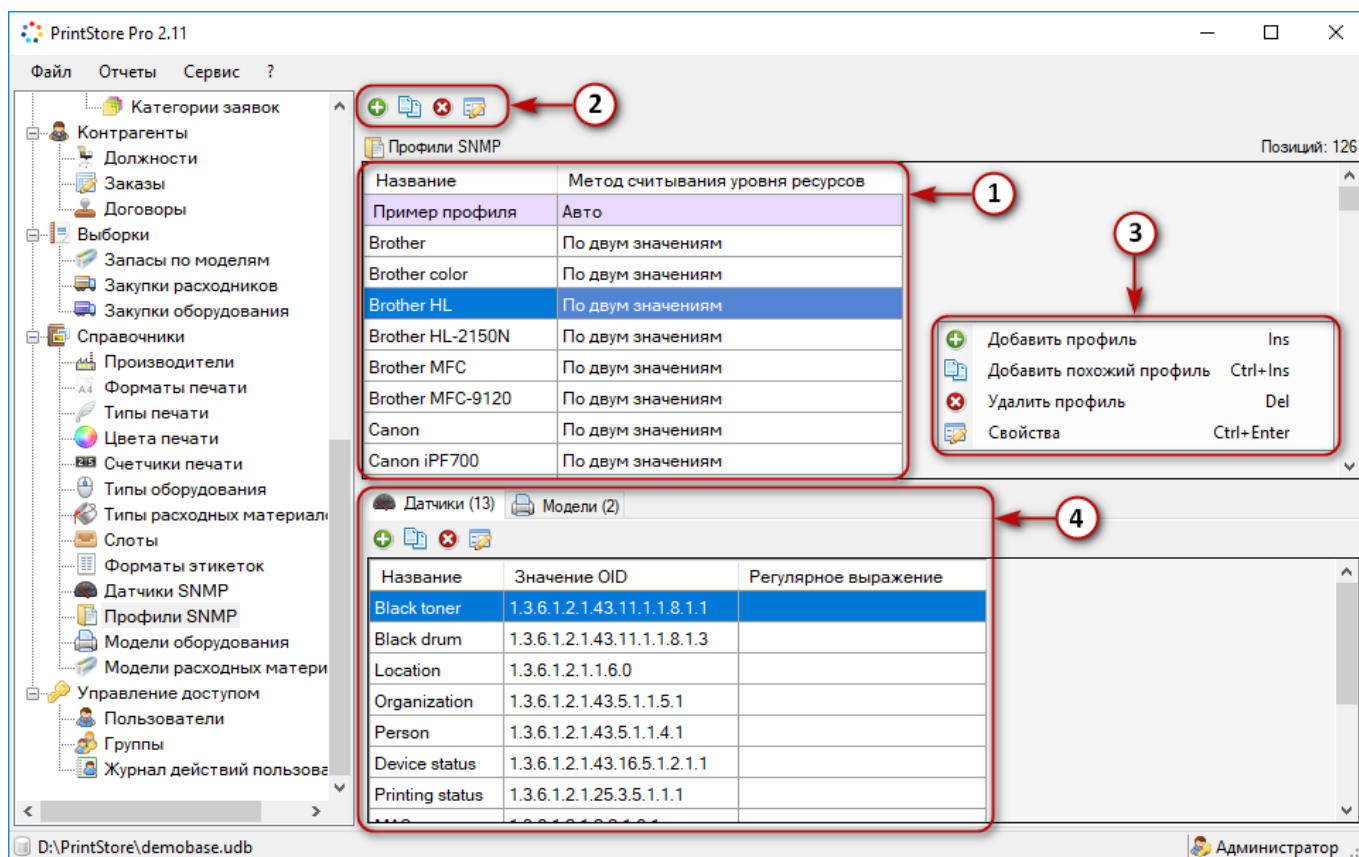 PrintStore Pro 2.11
Файл Отчеты Сервис ?
Категории заявок
Контрагенты
Должности
Заказы
Договоры
Выборки
Запасы по моделям
Закупки расходников
Закупки оборудования
Справочники
Производители
A4 Форматы печати
Типы печати
Цвета печати
Счетчики печати
Типы оборудования
Типы расходных материало
Слоты
Форматы этикеток
Датчики SNMP
Профили SNMP
Модели оборудования
Модели расходных матери
Управление доступом
Пользователи
Группы
Журнал действий пользова
2
Профили SNMP Позиций: 126
Название Метод считывания уровня ресурсов
Пример профиля Авто
Brother По двум значениям
Brother color По двум значениям
Brother HL По двум значениям
Brother HL-2150N По двум значениям
Brother MFC По двум значениям
Brother MFC-9120 По двум значениям
Canon По двум значениям
Canon iPF700 По двум значениям
1
3
Добавить профиль Ins
Добавить похожий профиль Ctrl+Ins
Удалить профиль Del
Свойства Ctrl+Enter
Датчики (13) Модели (2)
4
Название Значение OID Регулярное выражение
Black toner 1.3.6.1.2.1.43.11.1.1.8.1.1
Black drum 1.3.6.1.2.1.43.11.1.1.8.1.3
Location 1.3.6.1.2.1.1.6.0
Organization 1.3.6.1.2.1.43.5.1.1.5.1
Person 1.3.6.1.2.1.43.5.1.1.4.1
Device status 1.3.6.1.2.1.43.16.5.1.2.1.1
Printing status 1.3.6.1.2.1.25.3.5.1.1.1
D:\PrintStore\demobase.udb Администратор